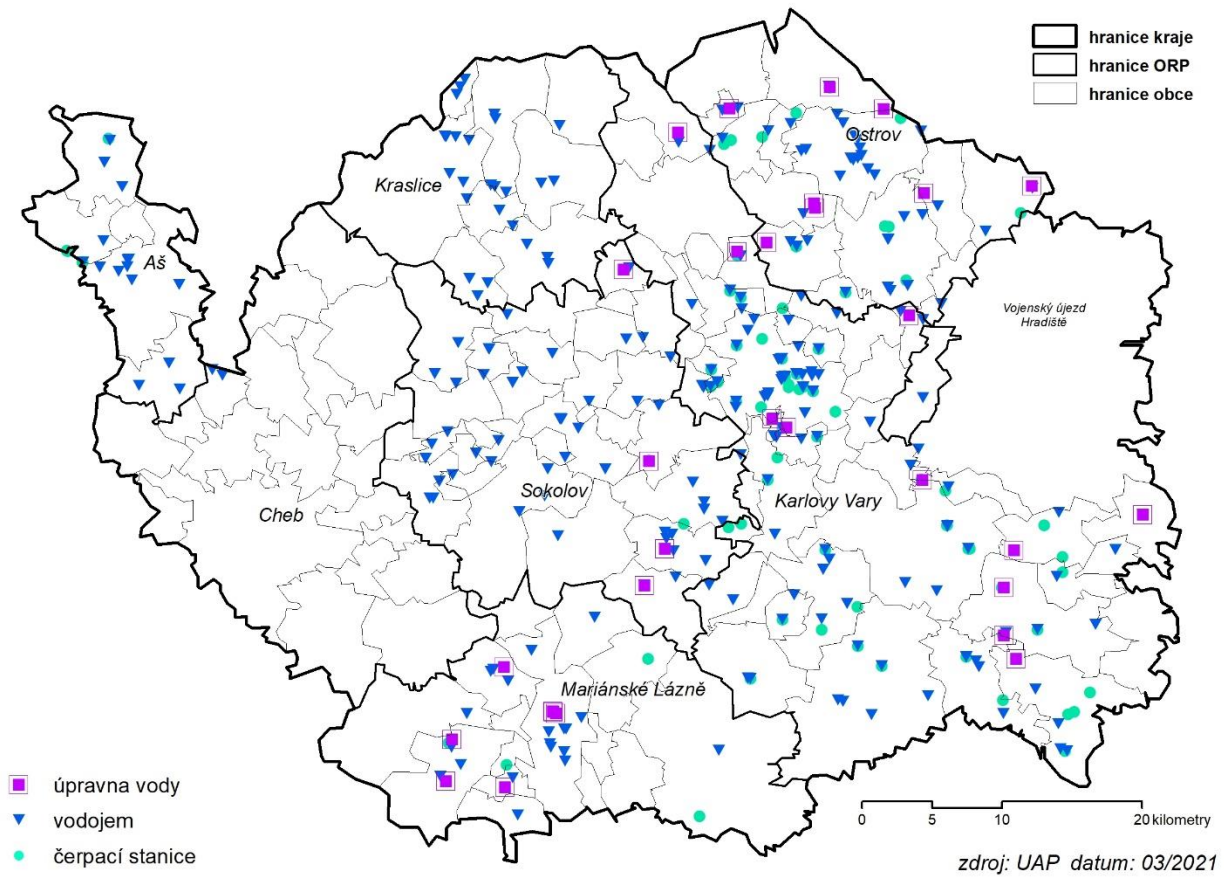 hranice kraje
hranice ORP
hranice obce
Ostrov
Kraslice
Aš
Vojenský újezd
Hradiště
Sokolov
Cheb
Karlovy Vary
Mariánské Lázně
úpravna vody
vodojem
čerpací stanice
0 5 10 20 kilometry
zdroj: UAP datum: 03/2021